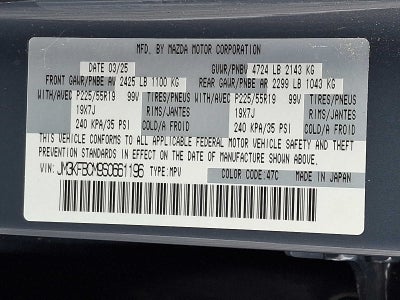 MFD. BY MAZDA MOTOR CORPORATION
DATE 03/25 GVWR/PNBV 4724 LB 2143 KG
FRONT GAWR/PNBE AV 2425 LB 1100 KG REAR GAWR/PNBE AR 2299 LB 1043 KG
WITH/AVEC P225/55R19 99V TIRES/PNEUS WITH/AVEC P225/55R19 99V TIRES/PNEUS
19X7J RIMS/JANTES 19X7J RIMS/JANTES
240 KPA/35 PSI COLD/A FROID 240 KPA/35 PSI COLD/A FROID
THIS VEHICLE CONFORMS TO ALL APPLICABLE FEDERAL MOTOR VEHICLE THEFT PREVENTION
STANDARDS IN EFFECT ON THE DATE OF MANUFACTURE SHOWN ABOVE.
VIN: JM3KFBCM9S0661196 TYPE: MPV COLOR CODE: 47C MADE IN JAPAN